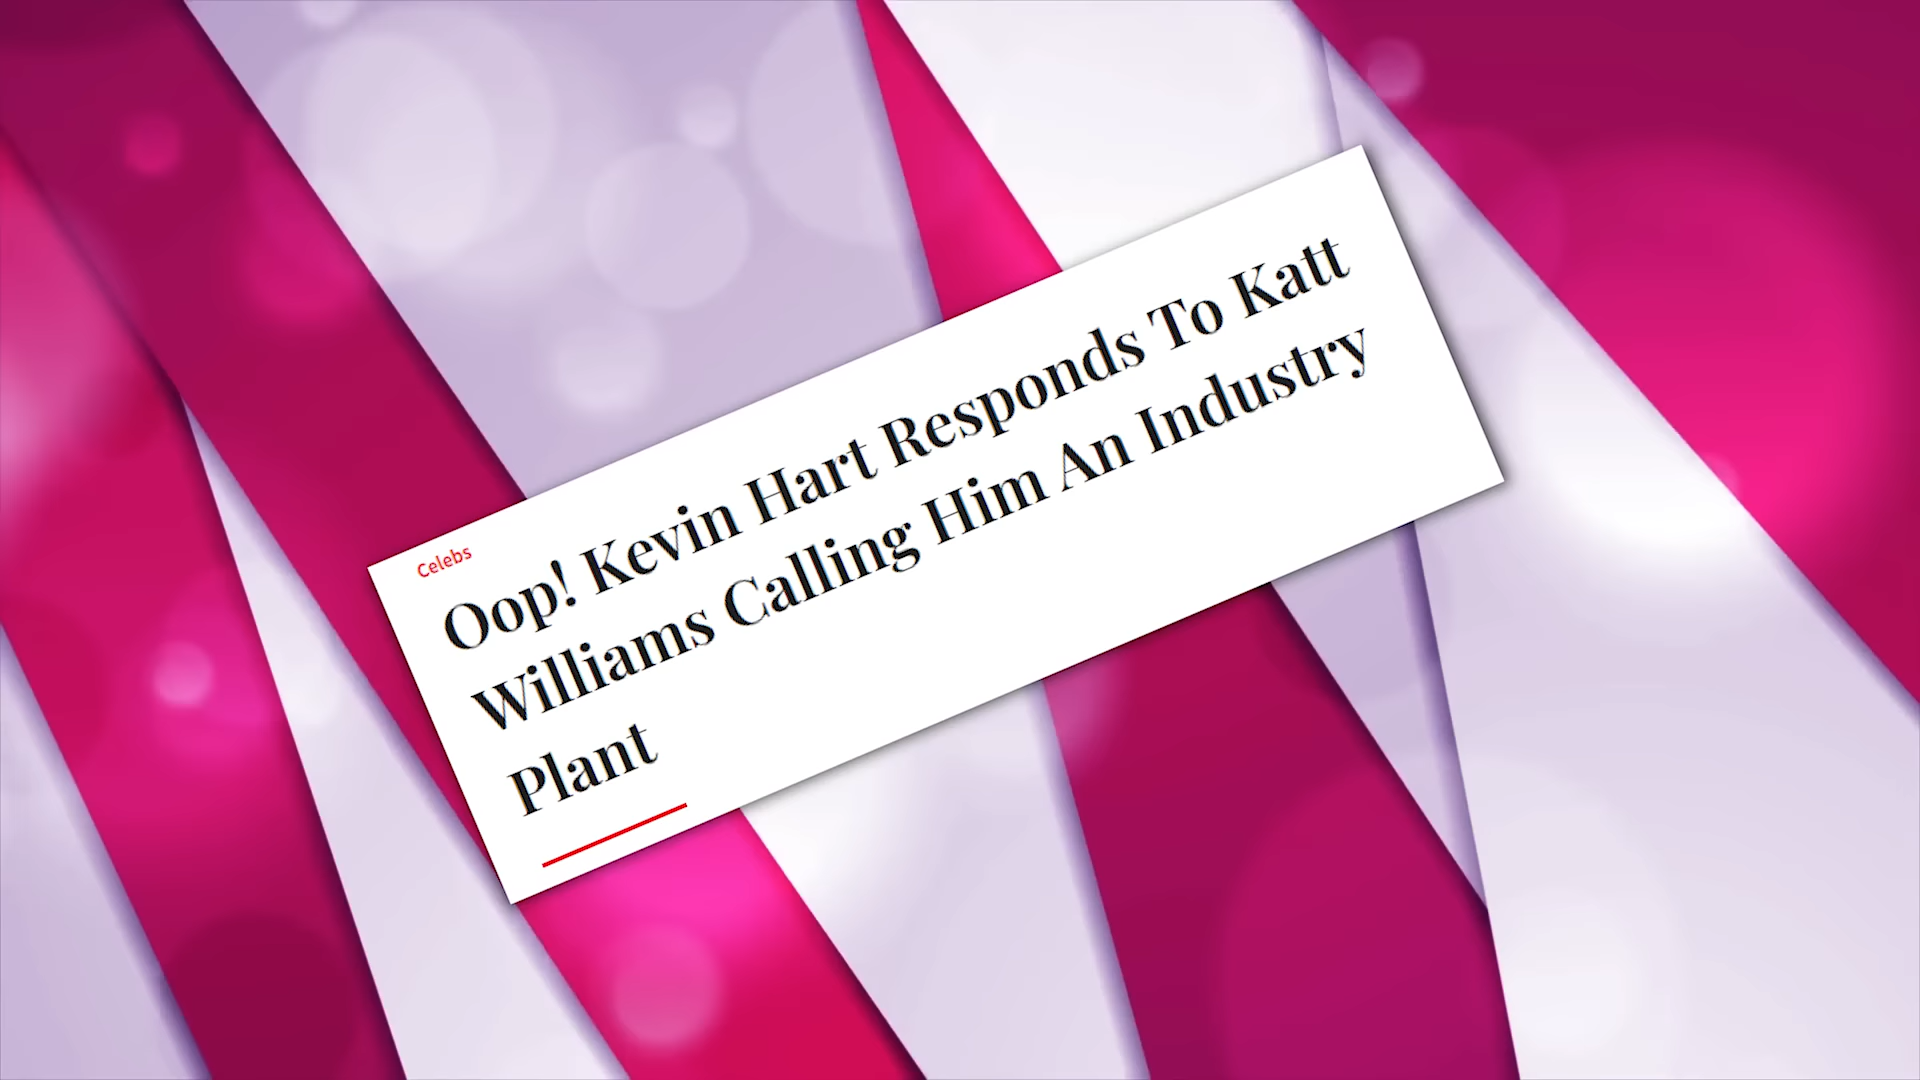 Celebs
Oop! Kevin Hart Responds To Katt
Williams Calling Him An Industry
Plant